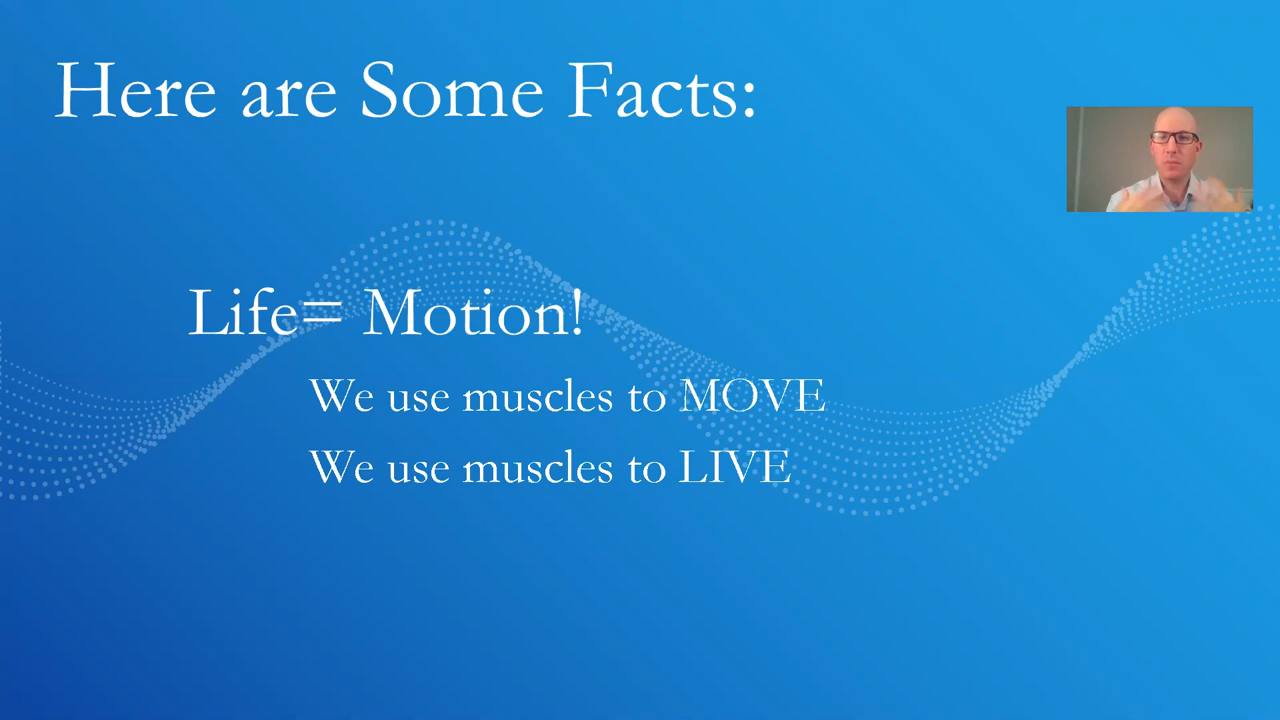 Here are Some Facts:
Life= Motion!
We use muscles to MOVE
We use muscles to LIVE